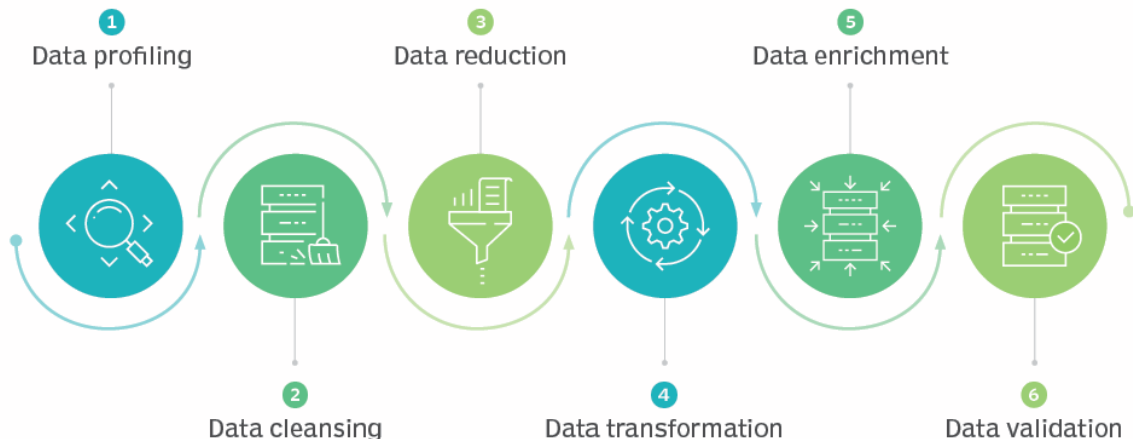 1
Data profiling
3
Data reduction
5
Data enrichment
2
Data cleansing
4
Data transformation
6
Data validation